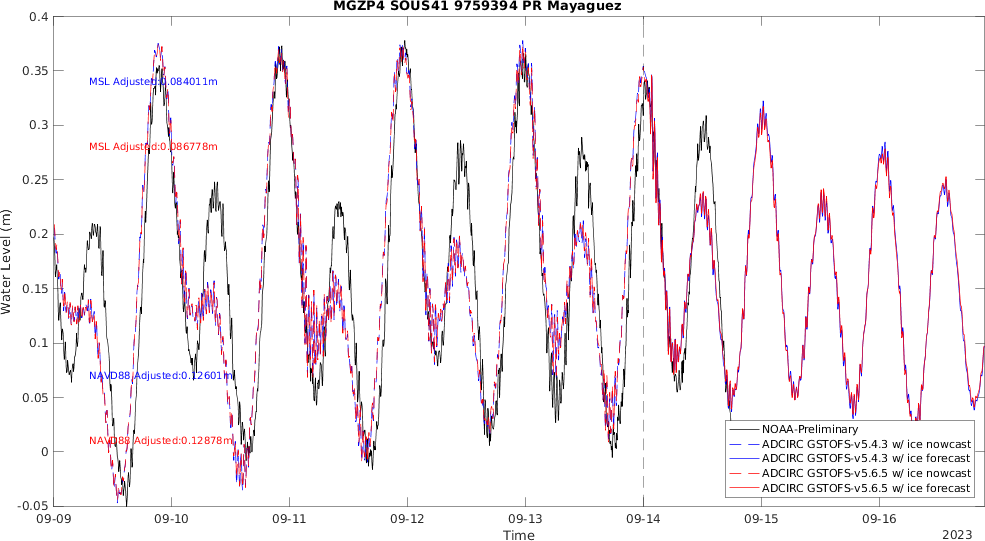 MGZP4 SOUS41 9759394 PR Mayaguez
0.4
0.35
0.3
0.25
0.2
0.15
0.1
0.05
0
-0.05
Water Level (m)
MSL Adjusted:0.084011m
MSL Adjusted:0.086778m
NAVD88 Adjusted:0.12601m
NAVD88 Adjusted:0.12878m
NOAA-Preliminary
ADCIRC GSTOFS-v5.4.3 w/ ice nowcast
ADCIRC GSTOFS-v5.4.3 w/ ice forecast
ADCIRC GSTOFS-v5.6.5 w/ ice nowcast
ADCIRC GSTOFS-v5.6.5 w/ ice forecast
09-09 09-10 09-11 09-12 09-13 09-14 09-15 09-16
Time
2023